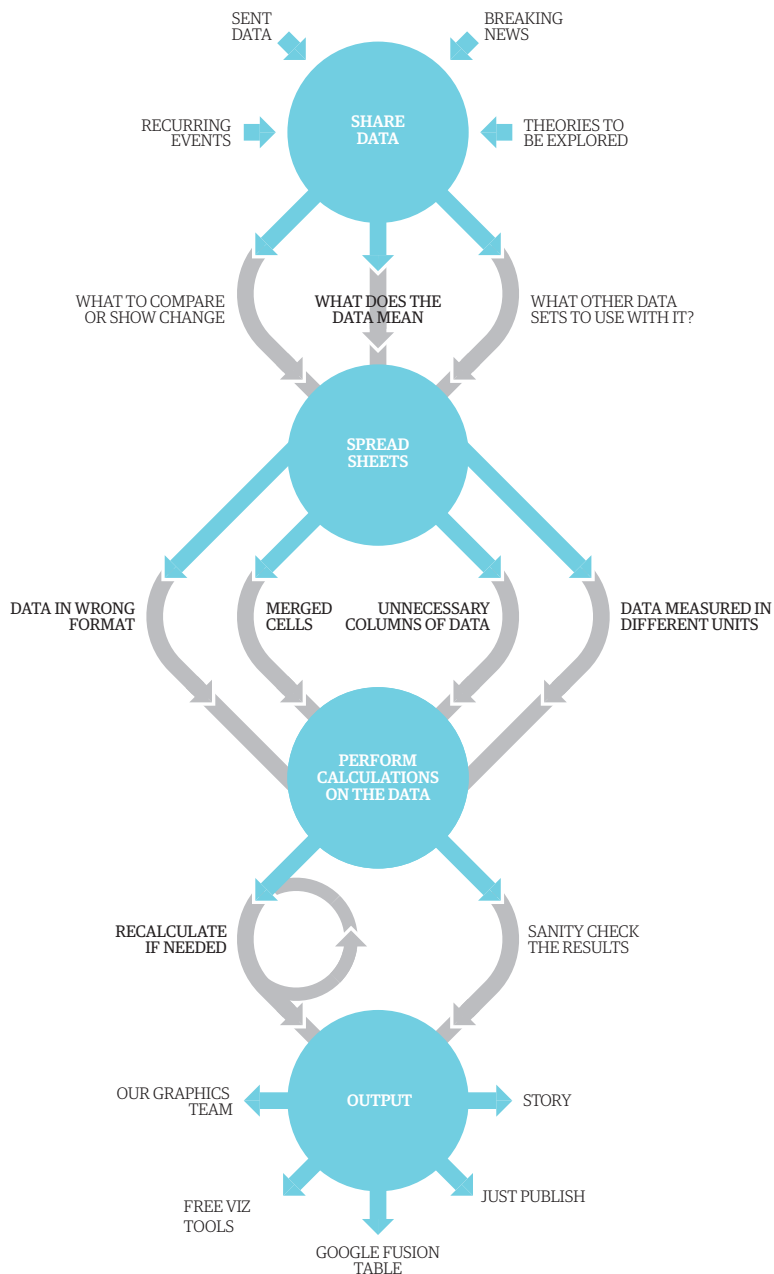 SENT
DATA
BREAKING
NEWS
SHARE
DATA
RECURRING
EVENTS
THEORIES TO
BE EXPLORED
WHAT TO COMPARE
OR SHOW CHANGE
WHAT DOES THE
DATA MEAN
WHAT OTHER DATA
SETS TO USE WITH IT?
SPREAD
SHEETS
DATA IN WRONG
FORMAT
MERGED
CELLS
UNNECESSARY
COLUMNS OF DATA
DATA MEASURED IN
DIFFERENT UNITS
PERFORM
CALCULATIONS
ON THE DATA
RECALCULATE
IF NEEDED
SANITY CHECK
THE RESULTS
OUR GRAPHICS
TEAM
OUTPUT
STORY
FREE VIZ
TOOLS
JUST PUBLISH
GOOGLE FUSION
TABLE